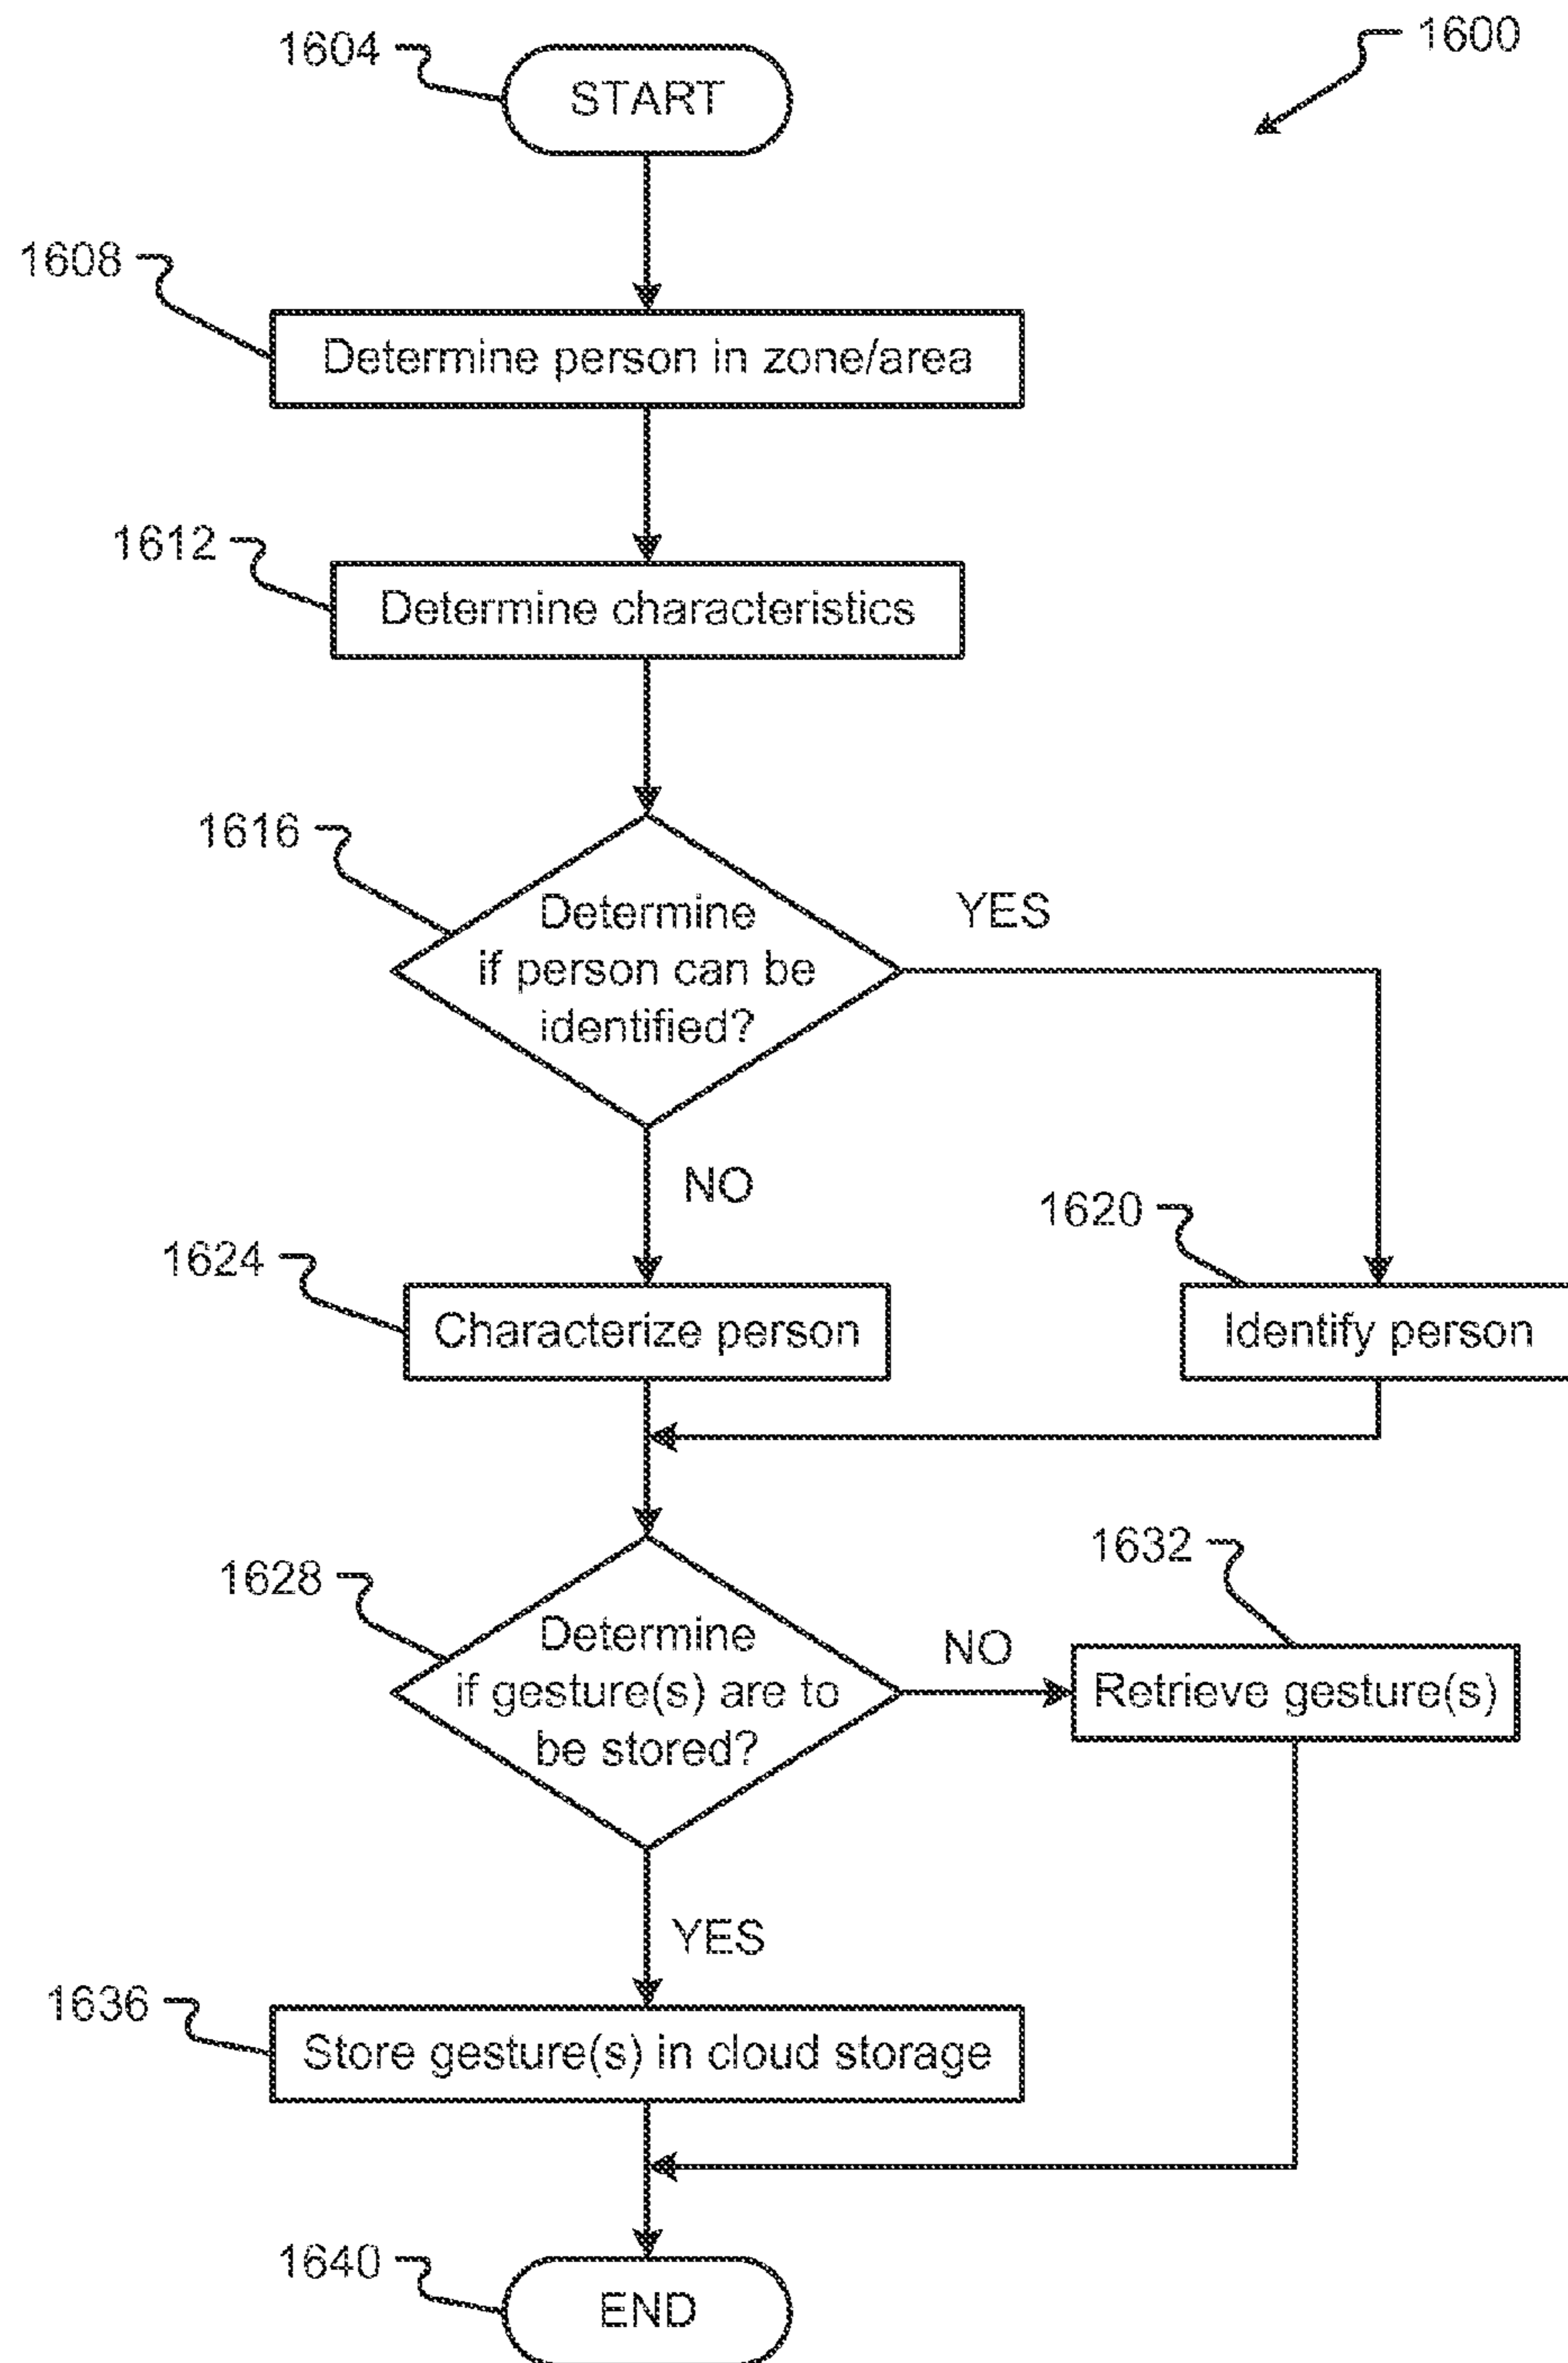 1600
1604
START
1608
Determine person in zone/area
1612
Determine characteristics
1616
Determine
if person can be
identified?
YES
NO
1620
1624
Characterize person
Identify person
1628
1632
Determine
if gesture(s) are to
be stored?
NO
Retrieve gesture(s)
YES
1636
Store gesture(s) in cloud storage
1640
END